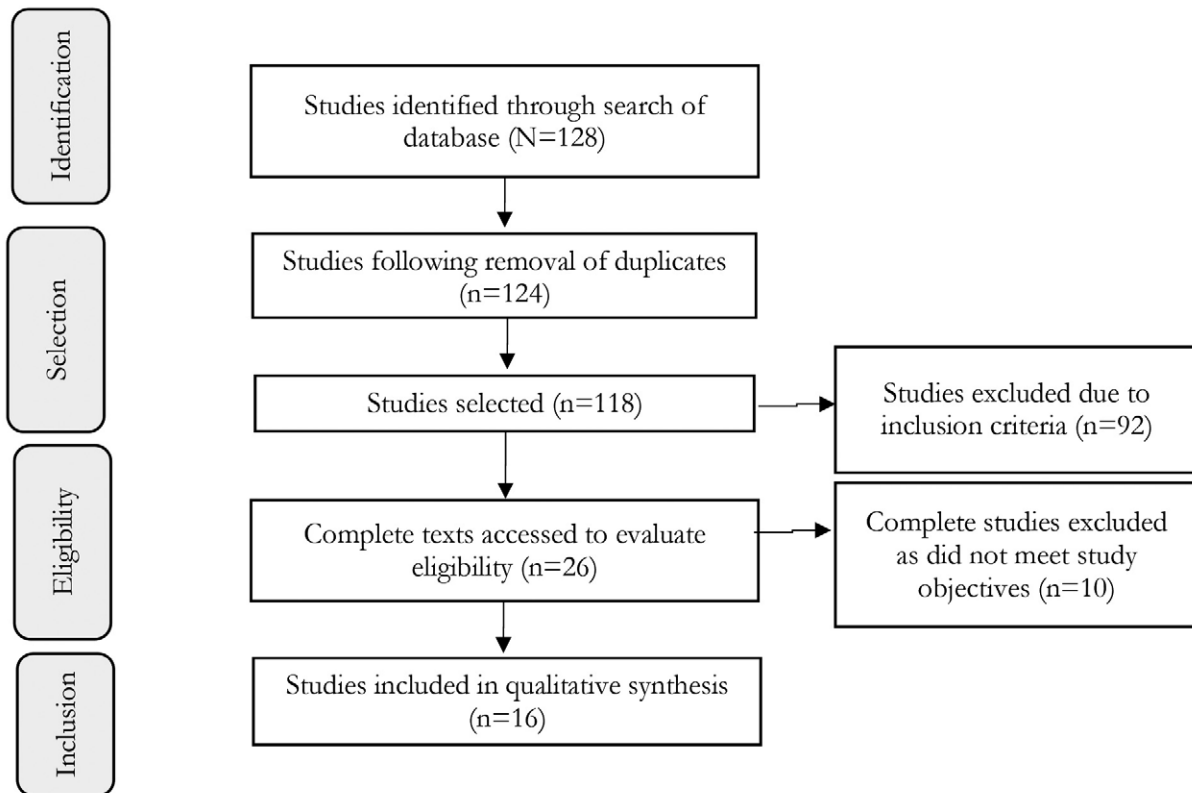 Identification
Studies identified through search of
database (N=128)
Selection
Studies following removal of duplicates
(n=124)
Studies selected (n=118)
Studies excluded due to
inclusion criteria (n=92)
Eligibility
Complete texts accessed to evaluate
eligibility (n=26)
Complete studies excluded
as did not meet study
objectives (n=10)
Inclusion
Studies included in qualitative synthesis
(n=16)